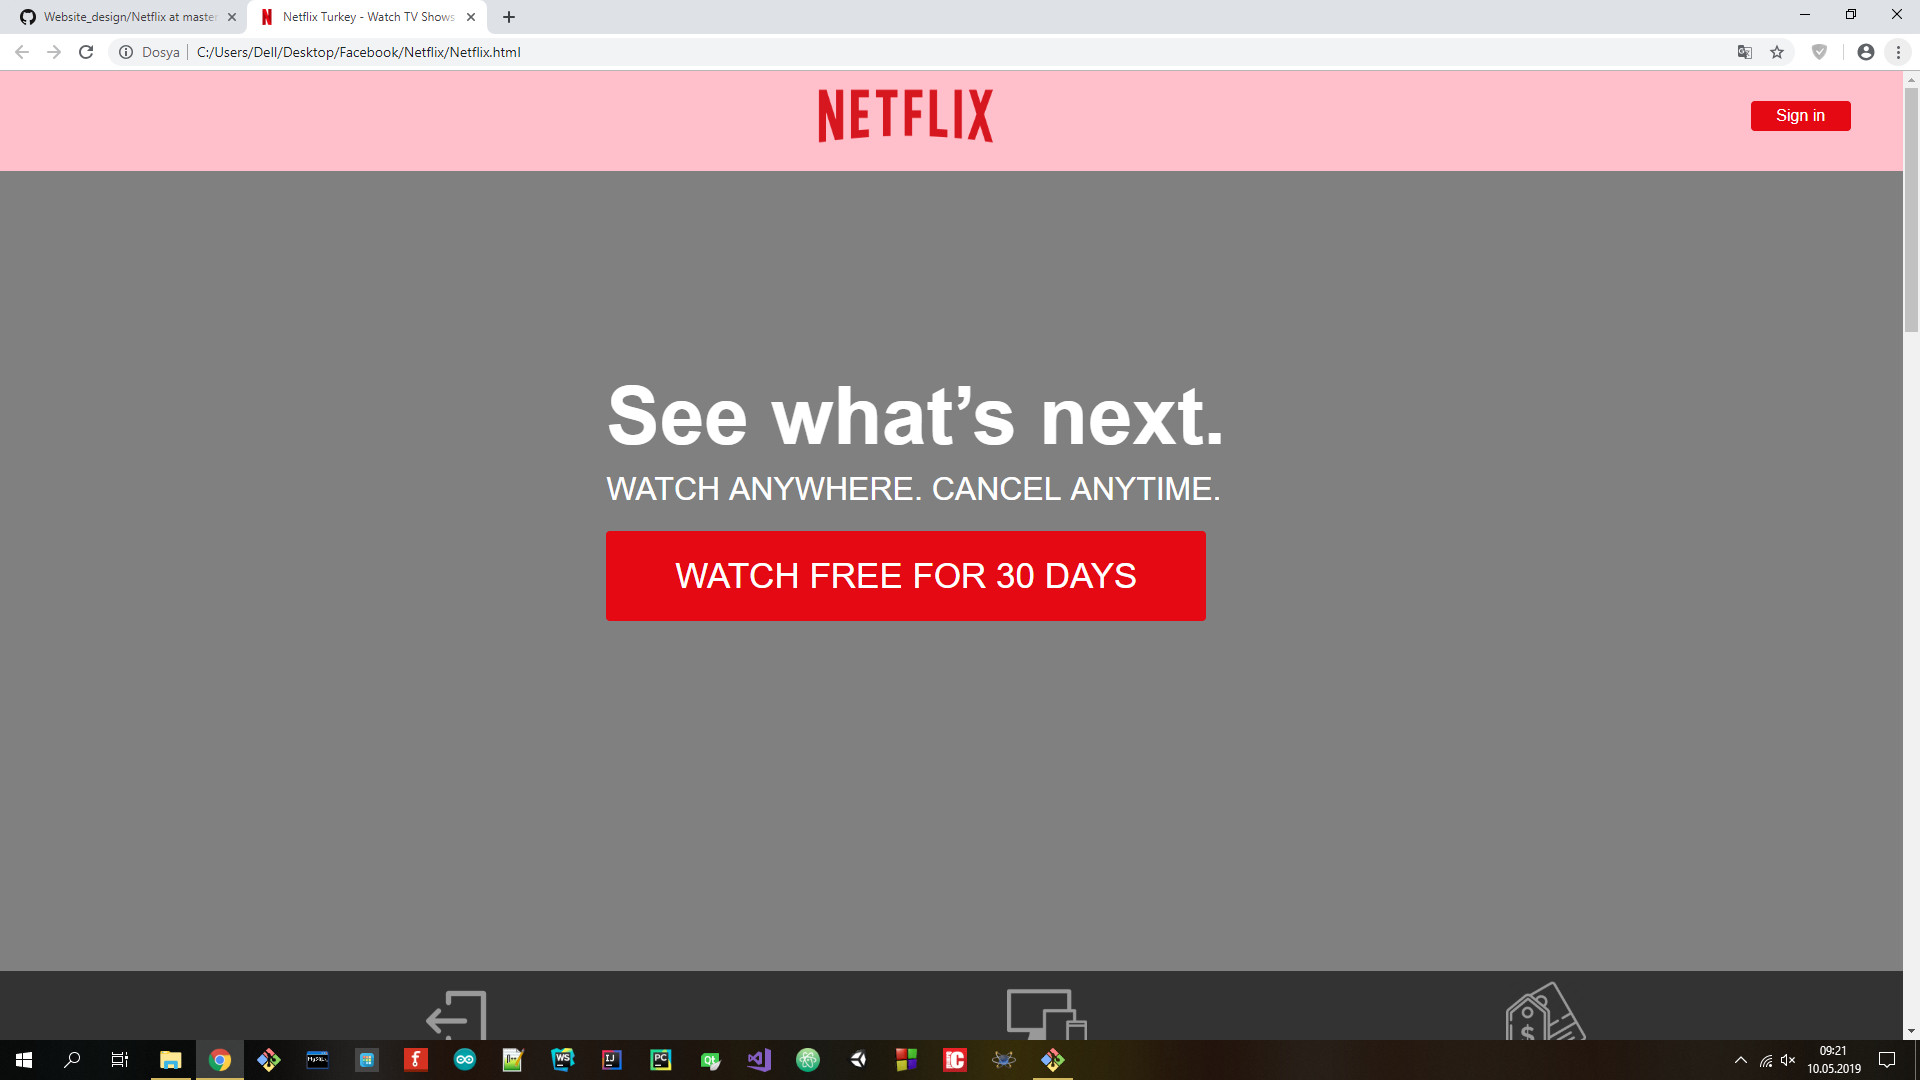 Website_design/Netflix at master
Netflix Turkey - Watch TV Shows
Dosya
C:/Users/Dell/Desktop/Facebook/Netflix/Netflix.html
NETFLIX
Sign in
See what’s next.
WATCH ANYWHERE. CANCEL ANYTIME.
WATCH FREE FOR 30 DAYS
09:21
10.05.2019